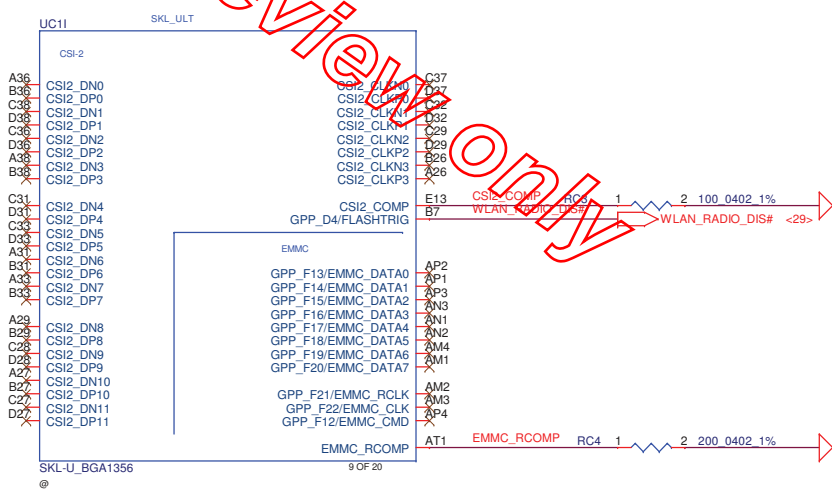 UC1I
SKL_ULT
CSI-2
A36 CSI2_DN0
B36 CSI2_DP0
C38 CSI2_DN1
D38 CSI2_DP1
C36 CSI2_DN2
D36 CSI2_DP2
A38 CSI2_DN3
B38 CSI2_DP3
C31 CSI2_DN4
D31 CSI2_DP4
C33 CSI2_DN5
D33 CSI2_DP5
A31 CSI2_DN6
B31 CSI2_DP6
A33 CSI2_DN7
B33 CSI2_DP7
A29 CSI2_DN8
B29 CSI2_DP8
C28 CSI2_DN9
D28 CSI2_DP9
A27 CSI2_DN10
B27 CSI2_DP10
C27 CSI2_DN11
D27 CSI2_DP11
CSI2_CLKN0 C37
CSI2_CLKP0 D37
CSI2_CLKN1 C32
CSI2_CLKP1 D32
CSI2_CLKN2 C29
CSI2_CLKP2 D29
CSI2_CLKN3 B26
CSI2_CLKP3 A26
CSI2_COMP E13 CSI2_COMP RC3 1 2 100_0402_1%
GPP_D4/FLASHTRIG B7 WLAN_RADIO_DIS# WLAN_RADIO_DIS# <29>
EMMC
GPP_F13/EMMC_DATA0 AP2
GPP_F14/EMMC_DATA1 AP1
GPP_F15/EMMC_DATA2 AP3
GPP_F16/EMMC_DATA3 AN3
GPP_F17/EMMC_DATA4 AN1
GPP_F18/EMMC_DATA5 AN2
GPP_F19/EMMC_DATA6 AM4
GPP_F20/EMMC_DATA7 AM1
GPP_F21/EMMC_RCLK AM2
GPP_F22/EMMC_CLK AM3
GPP_F12/EMMC_CMD AP4
EMMC_RCOMP AT1 EMMC_RCOMP RC4 1 2 200_0402_1%
SKL-U_BGA1356
9 OF 20
@
view only